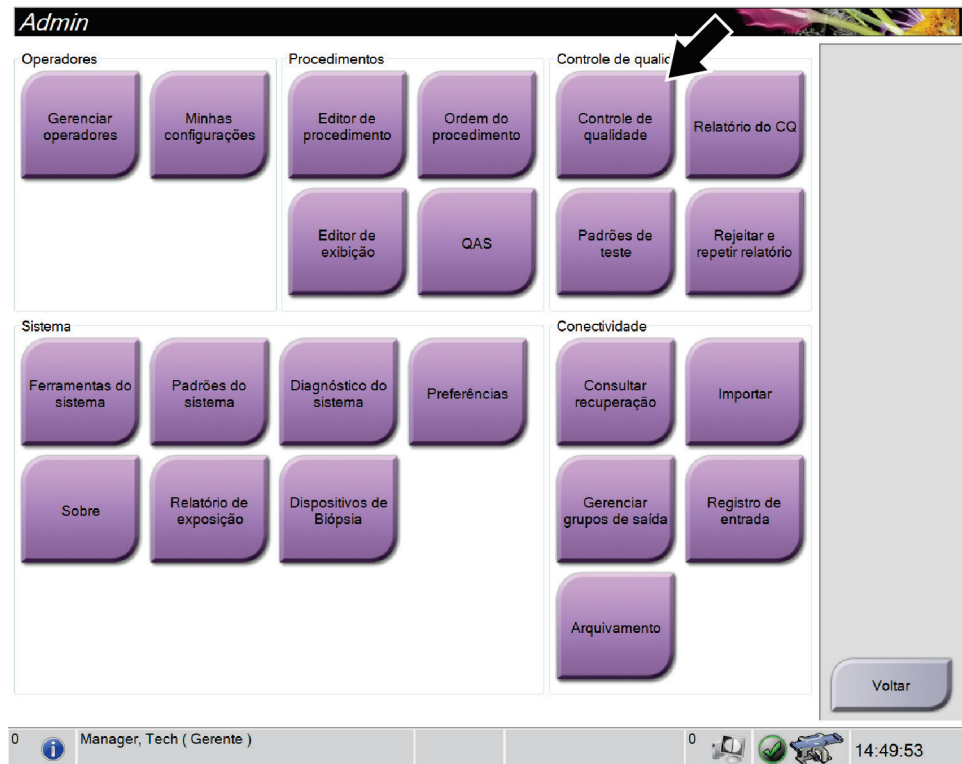 Admin
Operadores
Gerenciar
operadores
Minhas
configurações
Procedimentos
Editor de
procedimento
Ordem do
procedimento
Editor de
exibição
QAS
Controle de
Controle de
qualidade
Relatório do CQ
Padrões de
teste
Rejeitar e
repetir relatório
Sistema
Ferramentas do
sistema
Padrões do
sistema
Diagnóstico do
sistema
Preferências
Sobre
Relatório de
exposição
Dispositivos de
Biópsia
Conectividade
Consultar
recuperação
Importar
Gerenciar
grupos de saída
Registro de
entrada
Arquivamento
Voltar
0
Manager, Tech ( Gerente )
0
14:49:53